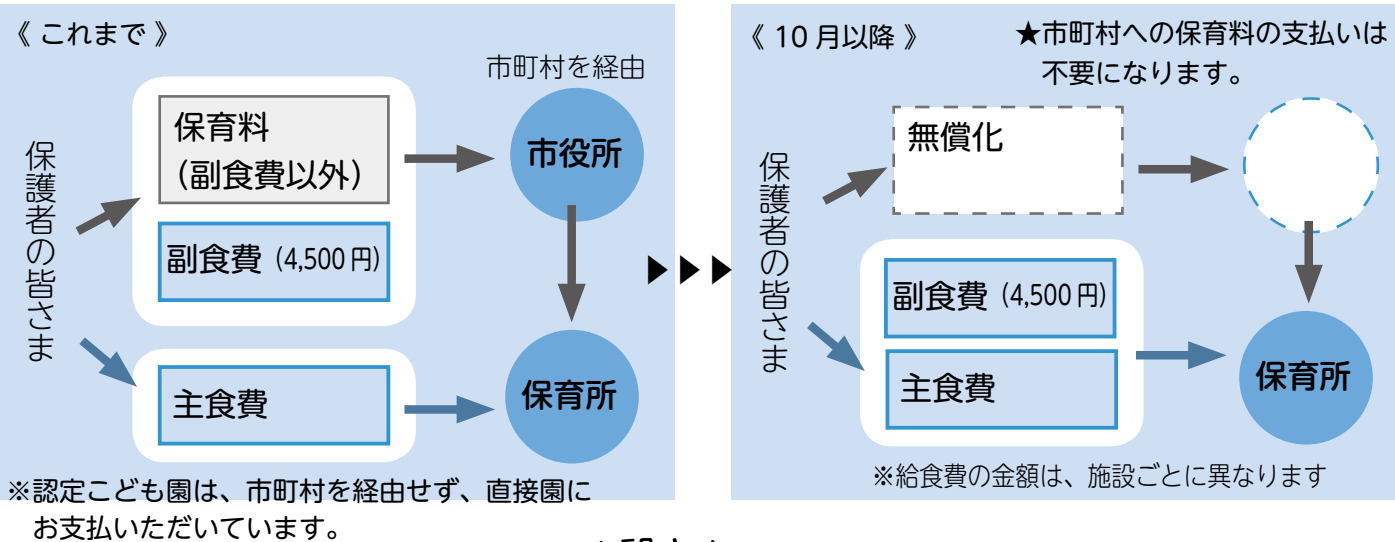 《 これまで 》
市町村を経由
保護者の皆さま
保育料
（副食費以外）
市役所
副食費 (4,500 円)
主食費
保育所
※認定こども園は、市町村を経由せず、直接園に
お支払いただいています。
▶▶▶
《 10 月以降 》
★市町村への保育料の支払いは
不要になります。
保護者の皆さま
無償化
副食費 (4,500 円)
主食費
保育所
※給食費の金額は、施設ごとに異なります